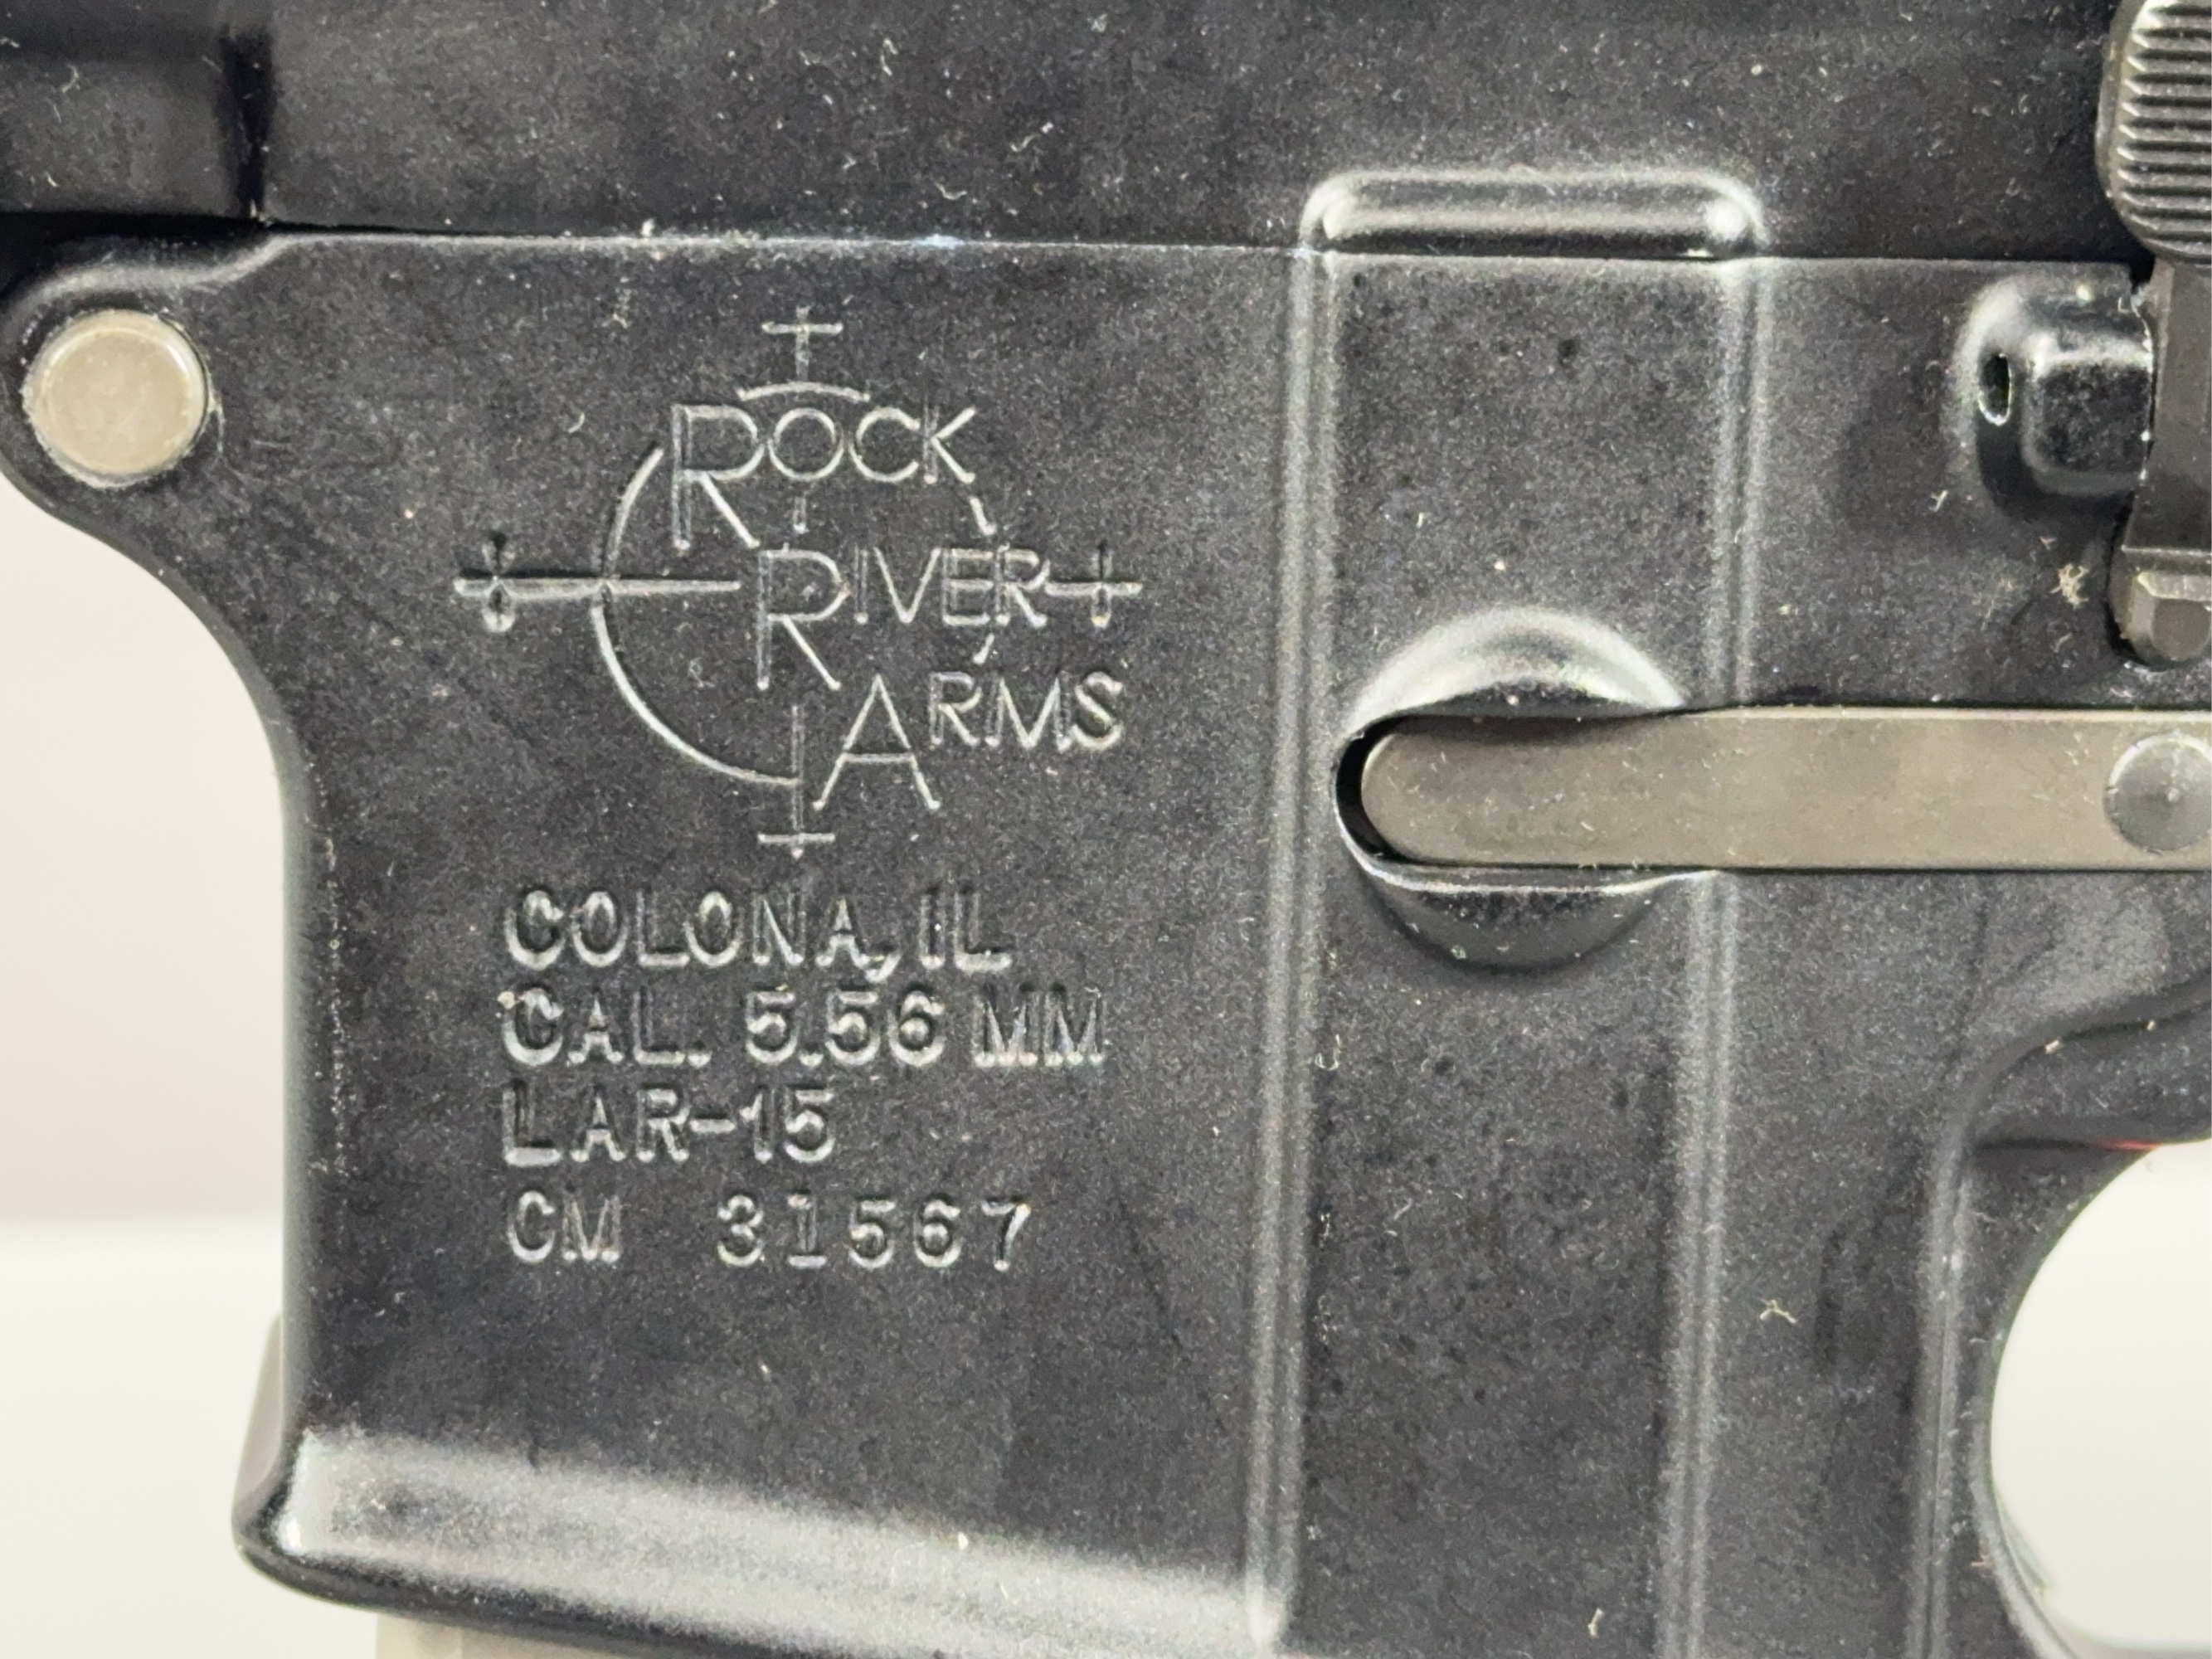 ROCK
RIVER
ARMS
COLONA, IL
CAL. 5.56 MM
LAR-15
CM 31567